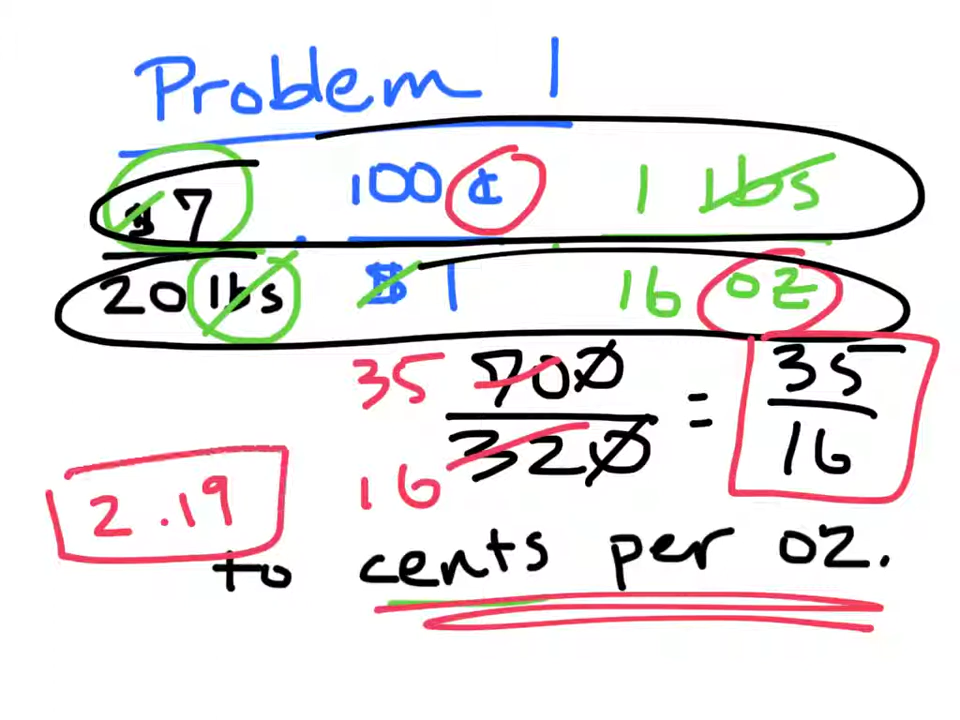 Problem 1
$ 7 100 ¢ 1 lbs
20 lbs $ 1 16 oz
35 700 = 35
16 320 16
2.19
to cents per oz.